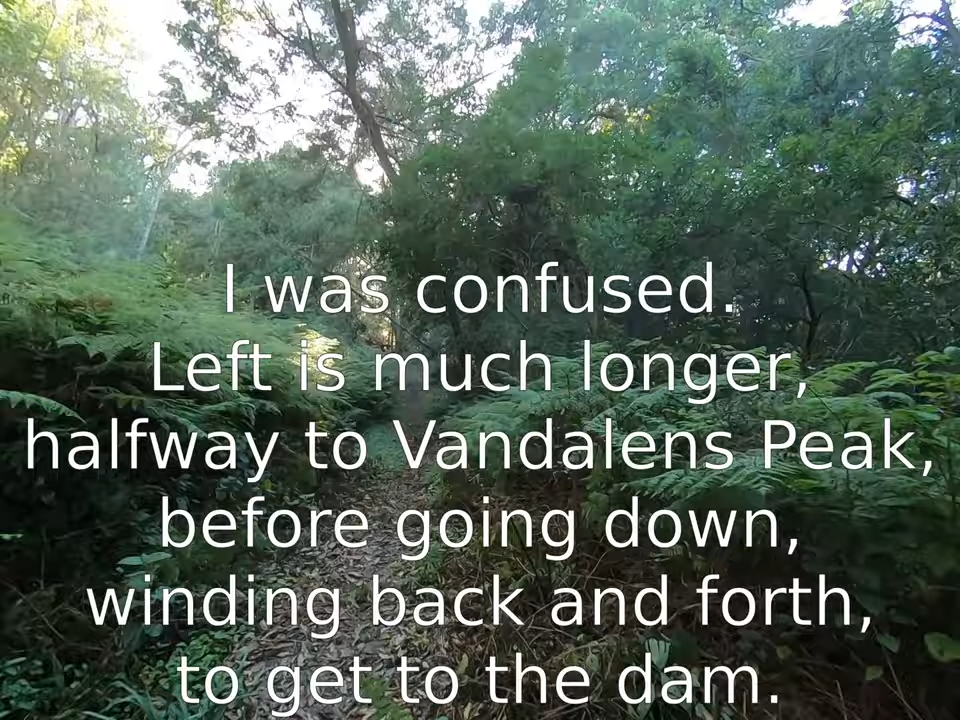 I was confused.
Left is much longer,
halfway to Vandalens Peak,
before going down,
winding back and forth,
to get to the dam.